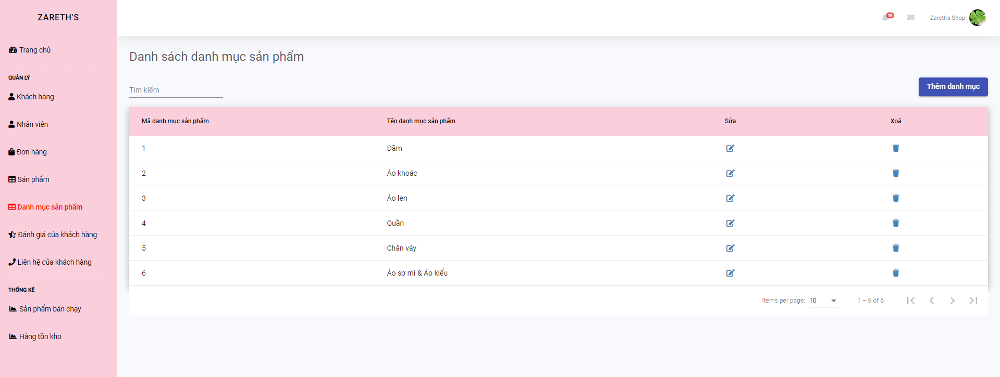 ZARETH'S
10
Zareth's Shop
Trang chủ
QUẢN LÝ
Khách hàng
Nhân viên
Đơn hàng
Sản phẩm
Danh mục sản phẩm
Đánh giá của khách hàng
Liên hệ của khách hàng
THỐNG KÊ
Sản phẩm bán chạy
Hàng tồn kho
Danh sách danh mục sản phẩm
Tìm kiếm
Thêm danh mục
Mã danh mục sản phẩm Tên danh mục sản phẩm Sửa Xoá
1 Đầm
2 Áo khoác
3 Áo len
4 Quần
5 Chân váy
6 Áo sơ mi & Áo kiểu
Items per page: 10 1 – 6 of 6